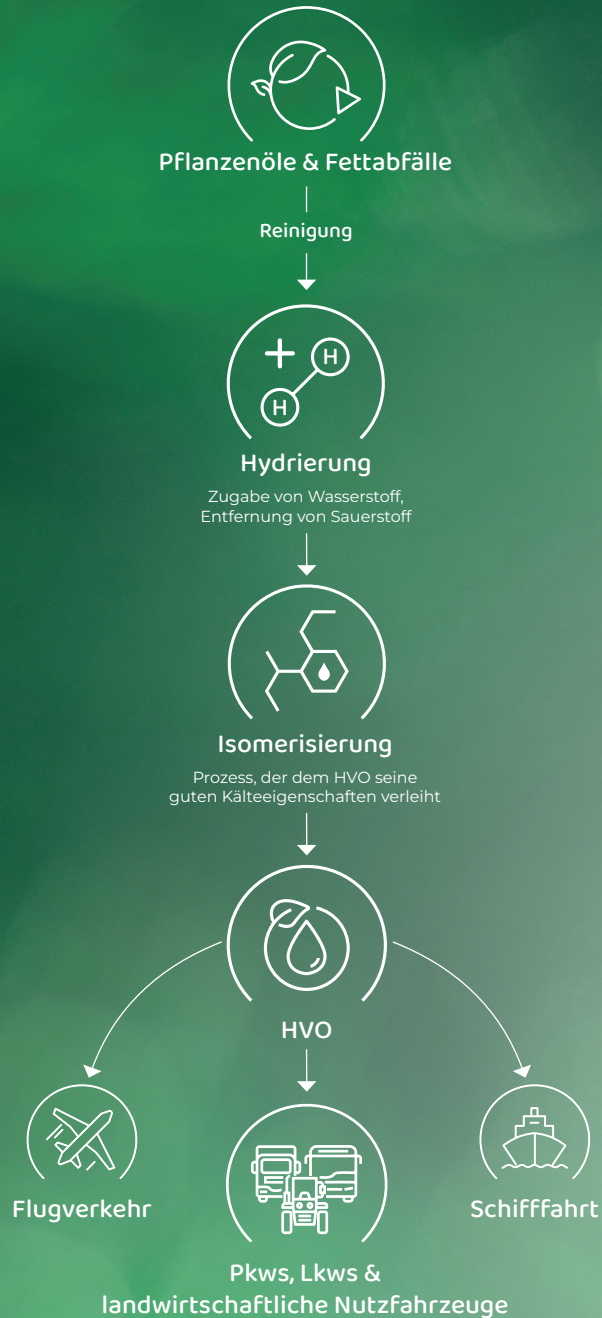 Pflanzenöle & Fettabfälle
Reinigung
H
H
Hydrierung
Zugabe von Wasserstoff,
Entfernung von Sauerstoff
Isomerisierung
Prozess, der dem HVO seine
guten Kälteeigenschaften verleiht
HVO
Flugverkehr
Schifffahrt
Pkws, Lkws &
landwirtschaftliche Nutzfahrzeuge